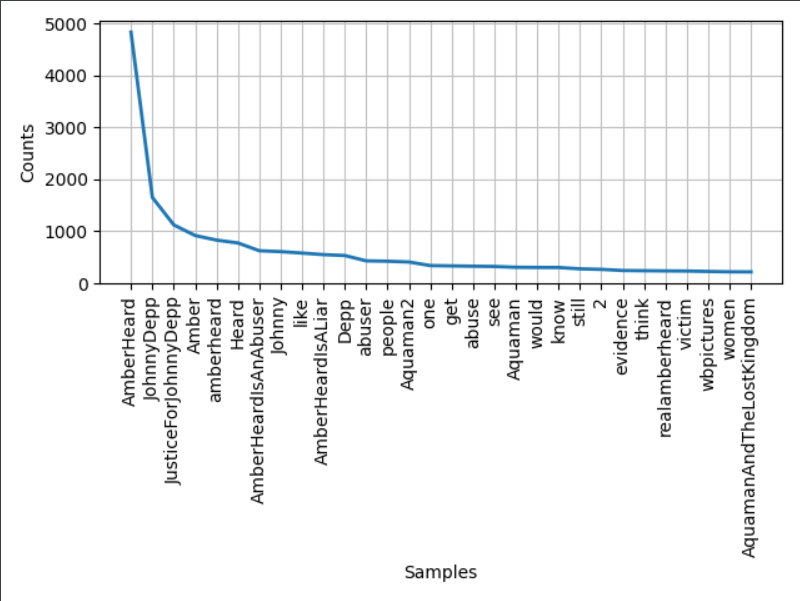 5000
4000
3000
2000
1000
0
Counts
AmberHeard
JohnnyDepp
JusticeForJohnnyDepp
Amber
amberheard
Heard
AmberHeardIsAnAbuser
Johnny
like
AmberHeardIsALiar
Depp
abuser
people
Aquaman2
one
get
abuse
see
Aquaman
would
know
still
2
evidence
think
realamberheard
victim
wbpictures
women
AquamanAndTheLostKingdom
Samples